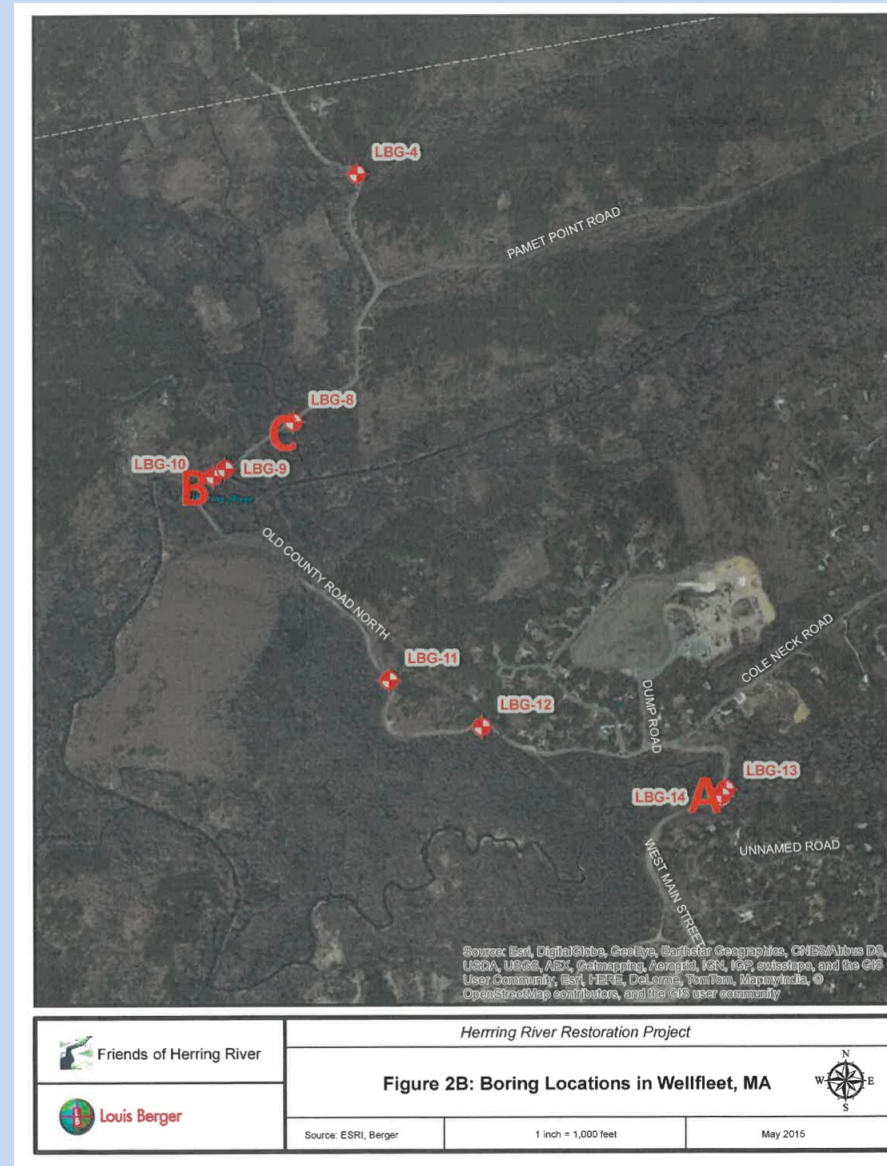 LBG-4
PAMET POINT ROAD
LBG-8
C
LBG-10
LBG-9
B
OLD COUNTY ROAD NORTH
LBG-11
LBG-12
DUMP ROAD
COLE NECK ROAD
LBG-13
LBG-14
A
UNNAMED ROAD
WEST MAIN STREET
Source: Esri, DigitalGlobe, GeoEye, Earthstar Geographics, CNES/Airbus DS,
USDA, USGS, AEX, Getmapping, Aerogrid, IGN, IGP, swisstopo, and the GIS
User Community, Esri, HERE, DeLorme, TomTom, MapmyIndia, ©
OpenStreetMap contributors, and the GIS user community
Friends of Herring River
Louis Berger
Herrring River Restoration Project
Figure 2B: Boring Locations in Wellfleet, MA
N
W E
S
Source: ESRI, Berger
1 inch = 1,000 feet
May 2015